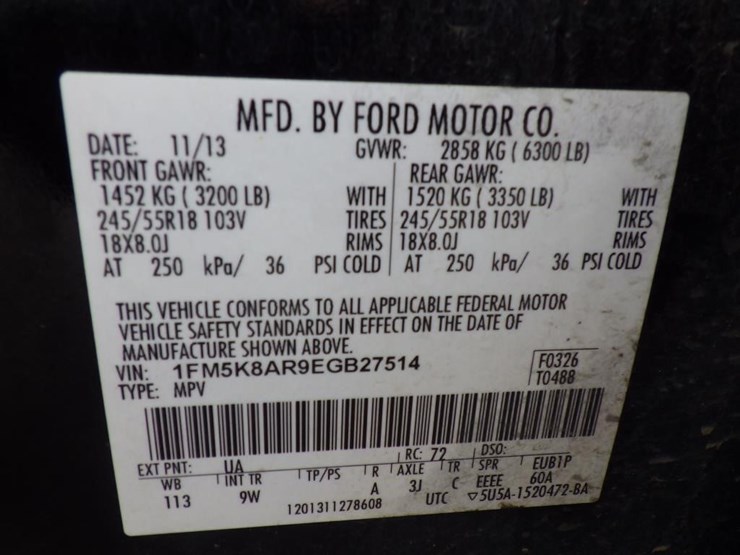 MFD. BY FORD MOTOR CO.
DATE: 11/13 GVWR: 2858 KG ( 6300 LB)
FRONT GAWR: REAR GAWR:
1452 KG ( 3200 LB) WITH 1520 KG ( 3350 LB) WITH
245/55R18 103V TIRES 245/55R18 103V TIRES
18X8.0J RIMS 18X8.0J RIMS
AT 250 kPa/ 36 PSI COLD AT 250 kPa/ 36 PSI COLD
THIS VEHICLE CONFORMS TO ALL APPLICABLE FEDERAL MOTOR
VEHICLE SAFETY STANDARDS IN EFFECT ON THE DATE OF
MANUFACTURE SHOWN ABOVE.
VIN: 1FM5K8AR9EGB27514 F0326
TYPE: MPV T0488
EXT PNT: UA RC: 72 DSO:
WB INT TR TP/PS R AXLE TR SPR EUB1P
113 9W A 3J C EEEE 60A
1201311278608 UTC ▽5U5A-1520472-BA